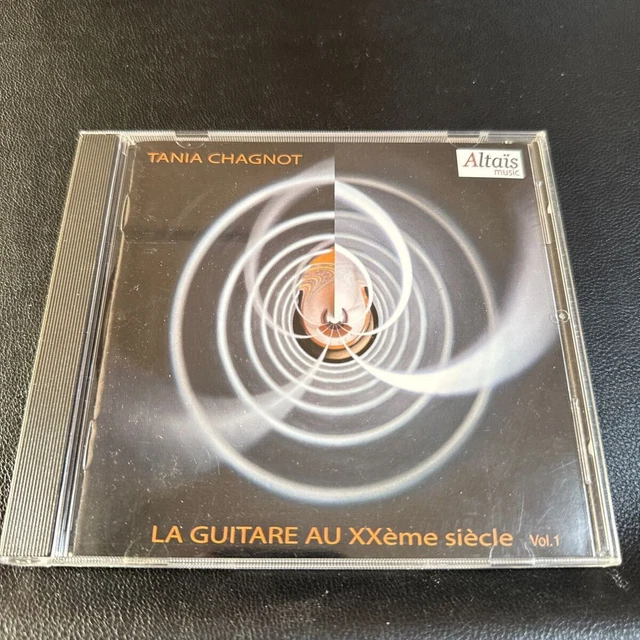 TANIA CHAGNOT
Altaïs
music
LA GUITARE AU XXème siècle Vol.1